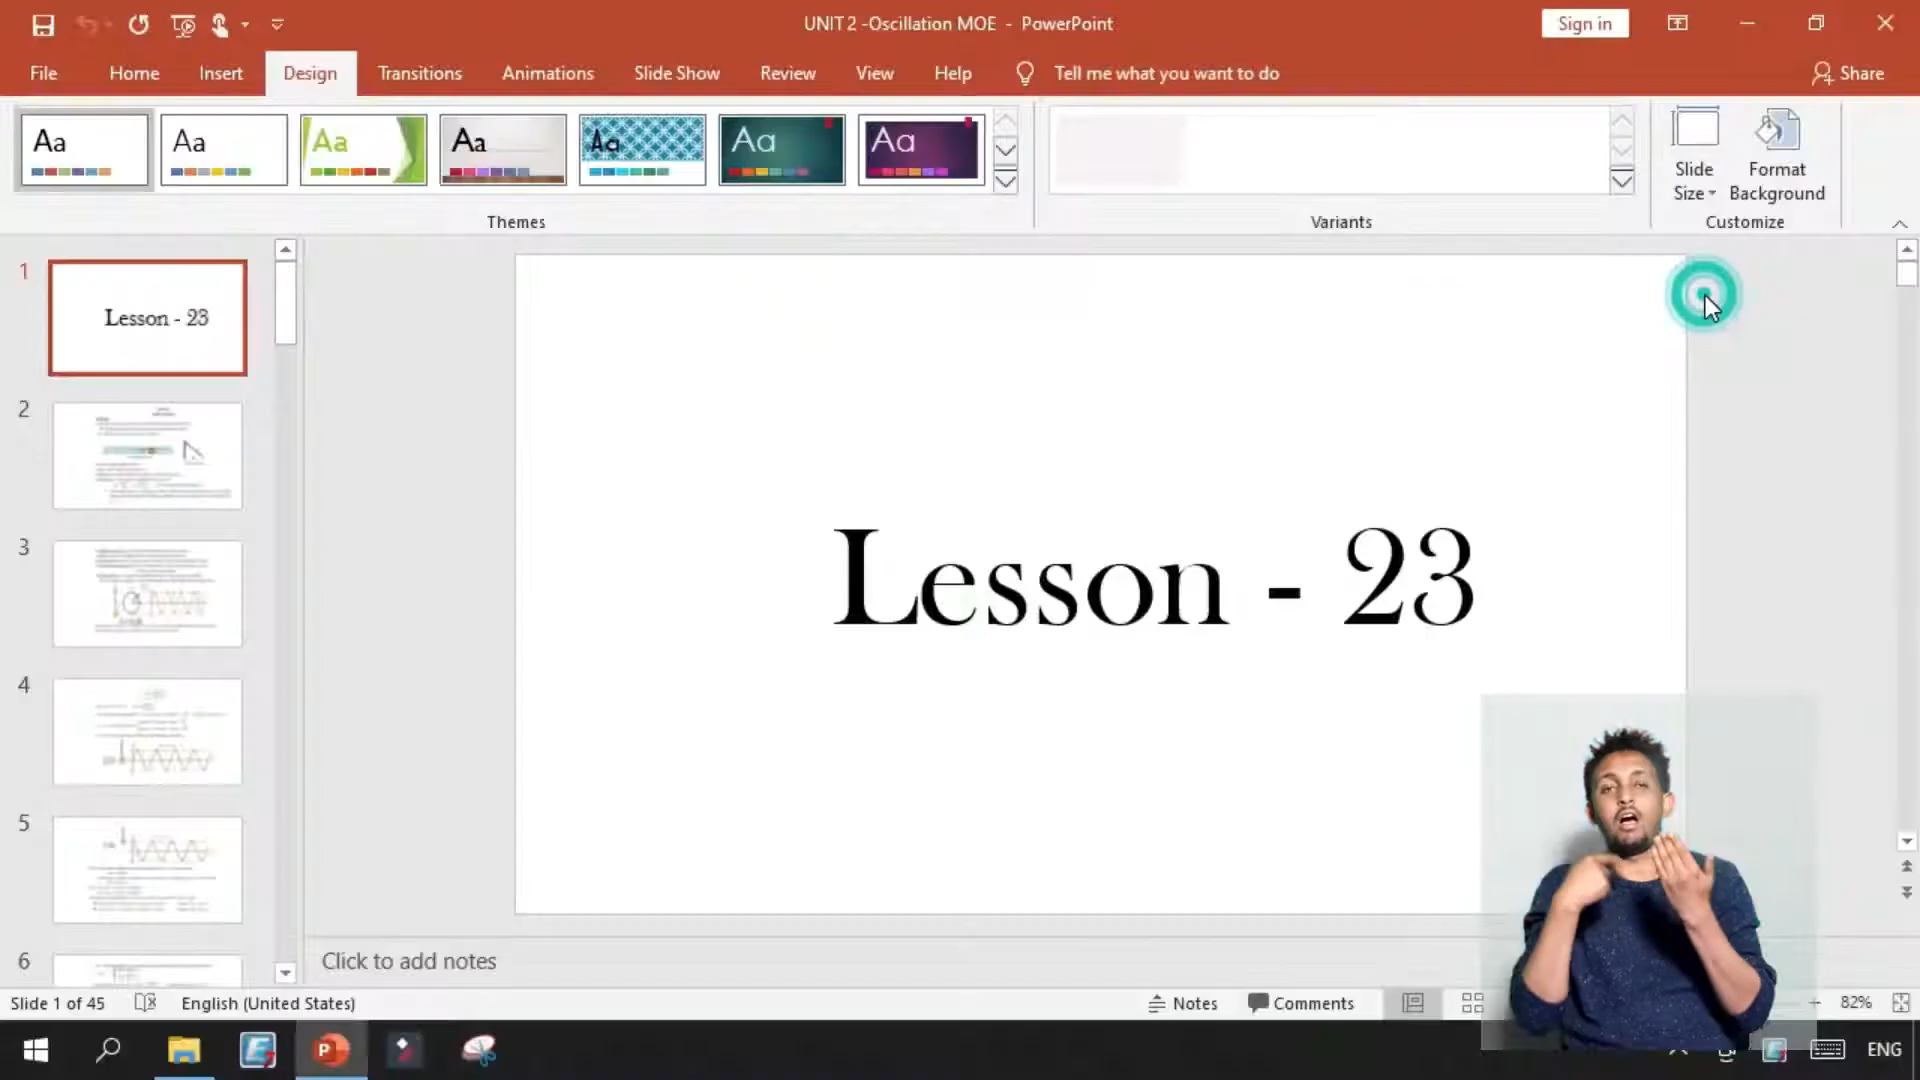 UNIT 2 -Oscillation MOE - PowerPoint
Sign in
File
Home
Insert
Design
Transitions
Animations
Slide Show
Review
View
Help
Tell me what you want to do
Share
Aa
Aa
Aa
Aa
Aa
Aa
Aa
Slide
Size
Format
Background
Themes
Variants
Customize
1
Lesson - 23
2
3
4
5
6
Lesson - 23
Click to add notes
Slide 1 of 45
English (United States)
Notes
Comments
82%
ENG